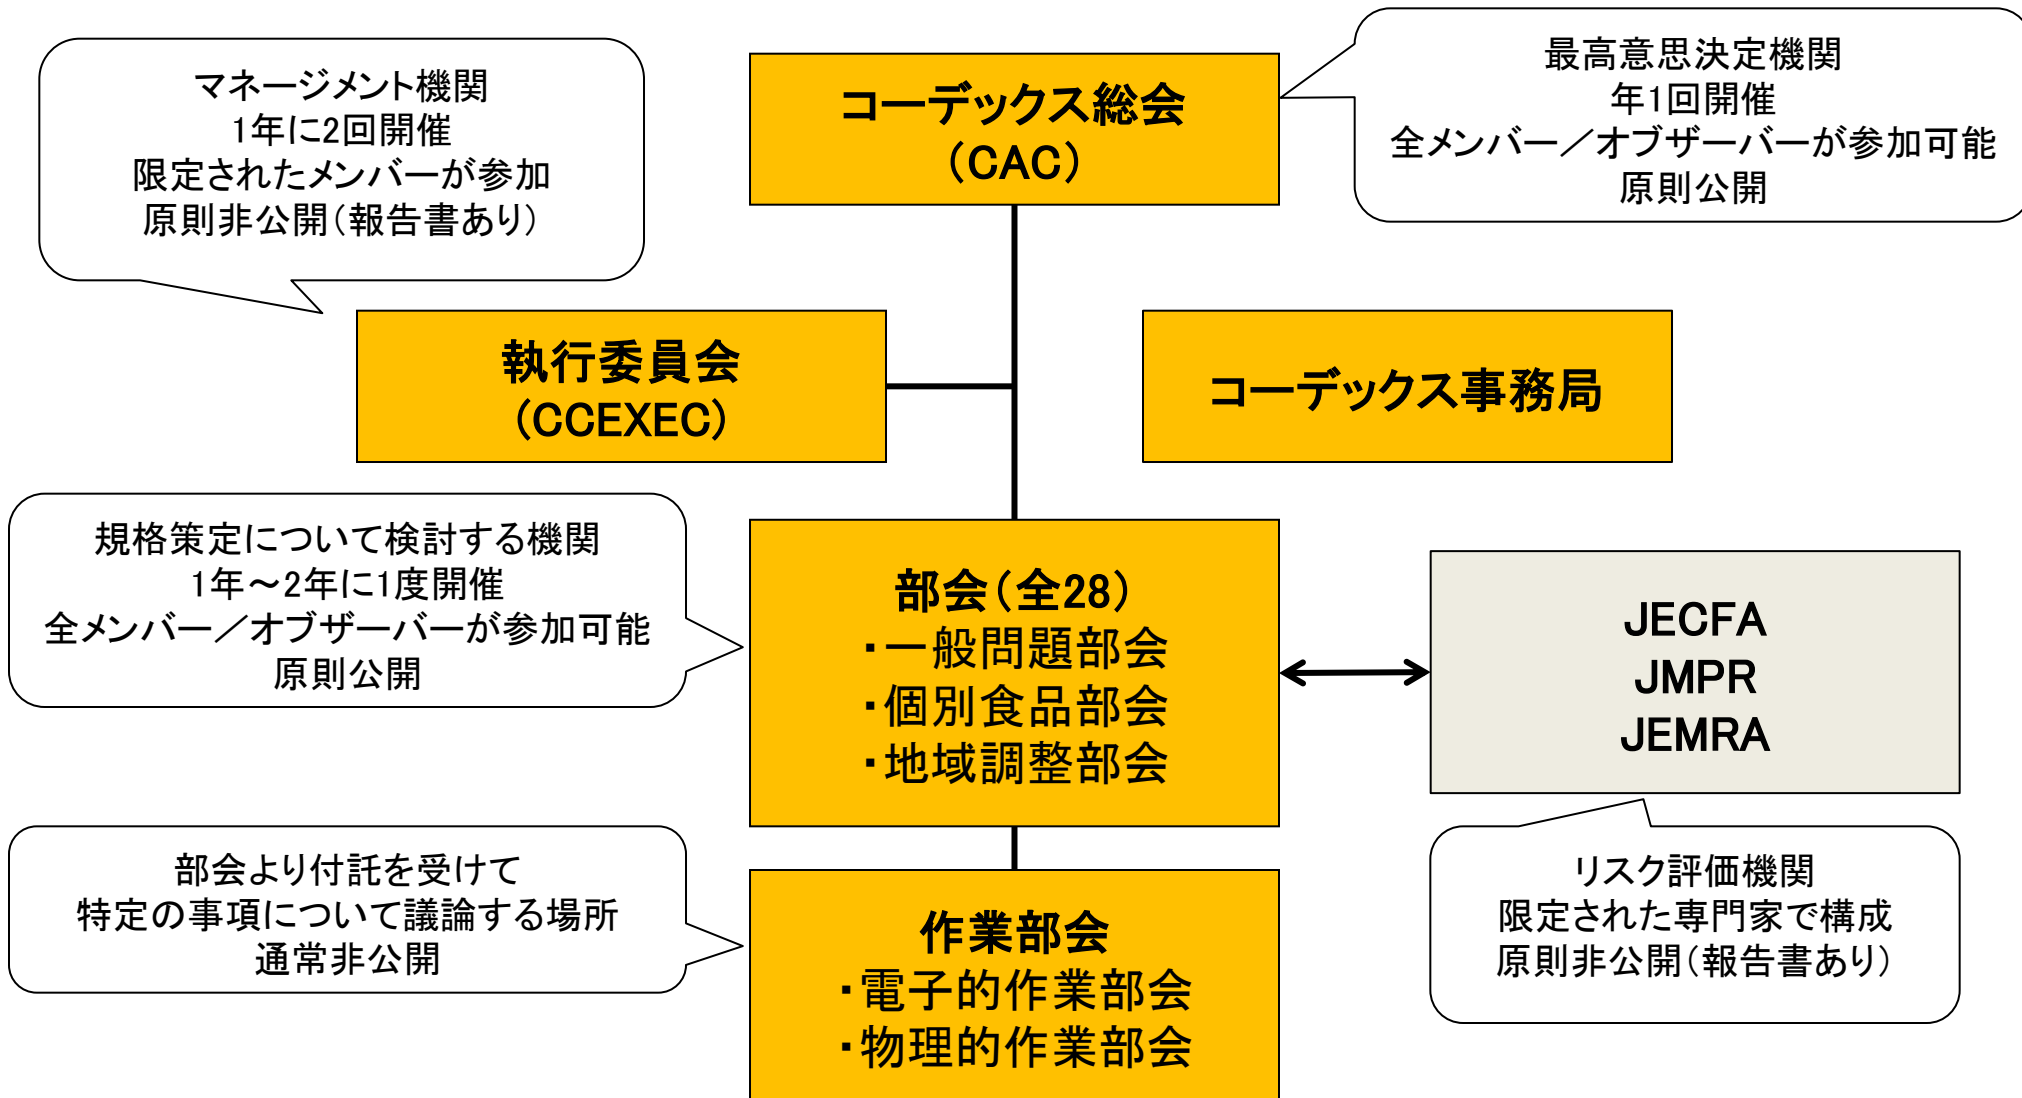 マネージメント機関
1年に2回開催
限定されたメンバーが参加
原則非公開(報告書あり)
コーデックス総会
(CAC)
最高意思決定機関
年1回開催
全メンバー／オブザーバーが参加可能
原則公開
執行委員会
(CCEXEC)
コーデックス事務局
規格策定について検討する機関
1年～2年に1度開催
全メンバー／オブザーバーが参加可能
原則公開
部会(全28)
・一般問題部会
・個別食品部会
・地域調整部会
JECFA
JMPR
JEMRA
部会より付託を受けて
特定の事項について議論する場所
通常非公開
作業部会
・電子的作業部会
・物理的作業部会
リスク評価機関
限定された専門家で構成
原則非公開(報告書あり)